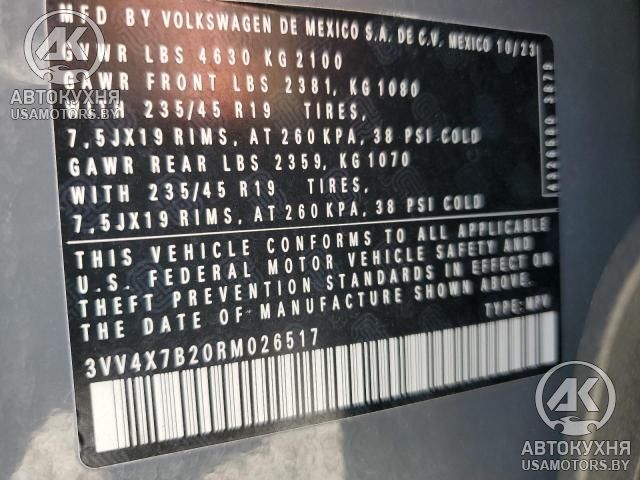 MFD BY VOLKSWAGEN DE MEXICO S.A. DE C.V. MEXICO 10/23
GVWR LBS 4630 KG 2100
GAWR FRONT LBS 2381, KG 1080
WITH 235/45 R19 TIRES,
7,5JX19 RIMS, AT 260 KPA, 38 PSI COLD
GAWR REAR LBS 2359, KG 1070
WITH 235/45 R19 TIRES,
7,5JX19 RIMS, AT 260 KPA, 38 PSI COLD
THIS VEHICLE CONFORMS TO ALL APPLICABLE
U.S. FEDERAL MOTOR VEHICLE SAFETY AND
THEFT PREVENTION STANDARDS IN EFFECT ON
THE DATE OF MANUFACTURE SHOWN ABOVE.
TYPE: MPV
3VV4X7B20RM026517
AK
АВТОКУХНЯ
USAMOTORS.BY
AK
АВТОКУХНЯ
USAMOTORS.BY